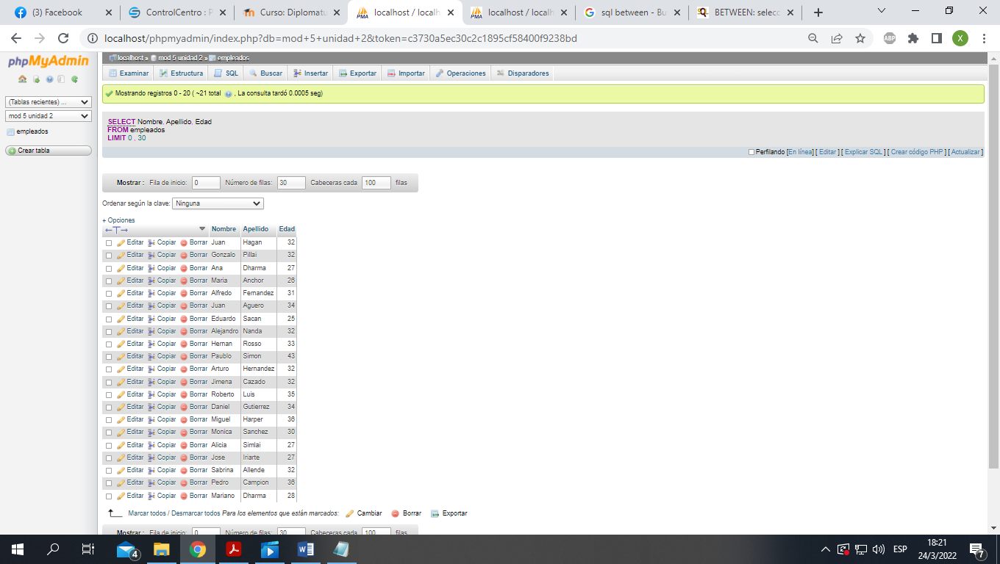 (3) Facebook
ControlCentro : P
Curso: Diplomatu
localhost / localh
localhost / localh
sql between - Bu
BETWEEN: selecc
localhost/phpmyadmin/index.php?db=mod+5+unidad+2&token=c3730a5ec30c2c1895cf58400f9238bd
ABP
X
phpMyAdmin
(Tablas recientes) ...
mod 5 unidad 2
empleados
Crear tabla
localhost » mod 5 unidad 2 » empleados
Examinar Estructura SQL Buscar Insertar Exportar Importar Operaciones Disparadores
Mostrando registros 0 - 20 ( ~21 total , La consulta tardó 0.0005 seg)
SELECT Nombre, Apellido, Edad
FROM empleados
LIMIT 0 , 30
Perfilando [En línea] [ Editar ] [ Explicar SQL ] [ Crear código PHP ] [ Actualizar ]
Mostrar : Fila de inicio: 0 Número de filas: 30 Cabeceras cada 100 filas
Ordenar según la clave: Ninguna
+ Opciones
←T→ Nombre Apellido Edad
Editar Copiar Borrar Juan Hagan 32
Editar Copiar Borrar Gonzalo Pillai 32
Editar Copiar Borrar Ana Dharma 27
Editar Copiar Borrar Maria Anchor 26
Editar Copiar Borrar Alfredo Fernandez 31
Editar Copiar Borrar Juan Aguero 34
Editar Copiar Borrar Eduardo Sacan 25
Editar Copiar Borrar Alejandro Nanda 32
Editar Copiar Borrar Hernan Rosso 33
Editar Copiar Borrar Paublo Simon 43
Editar Copiar Borrar Arturo Hernandez 32
Editar Copiar Borrar Jimena Cazado 32
Editar Copiar Borrar Roberto Luis 35
Editar Copiar Borrar Daniel Gutierrez 34
Editar Copiar Borrar Miguel Harper 36
Editar Copiar Borrar Monica Sanchez 30
Editar Copiar Borrar Alicia Simlai 27
Editar Copiar Borrar Jose Iriarte 27
Editar Copiar Borrar Sabrina Allende 32
Editar Copiar Borrar Pedro Campion 36
Editar Copiar Borrar Mariano Dharma 28
Marcar todos / Desmarcar todos Para los elementos que están marcados: Cambiar Borrar Exportar
Mostrar : Fila de inicio: 0 Número de filas: 30 Cabeceras cada 100 filas
4
ESP
18:21
24/3/2022
7